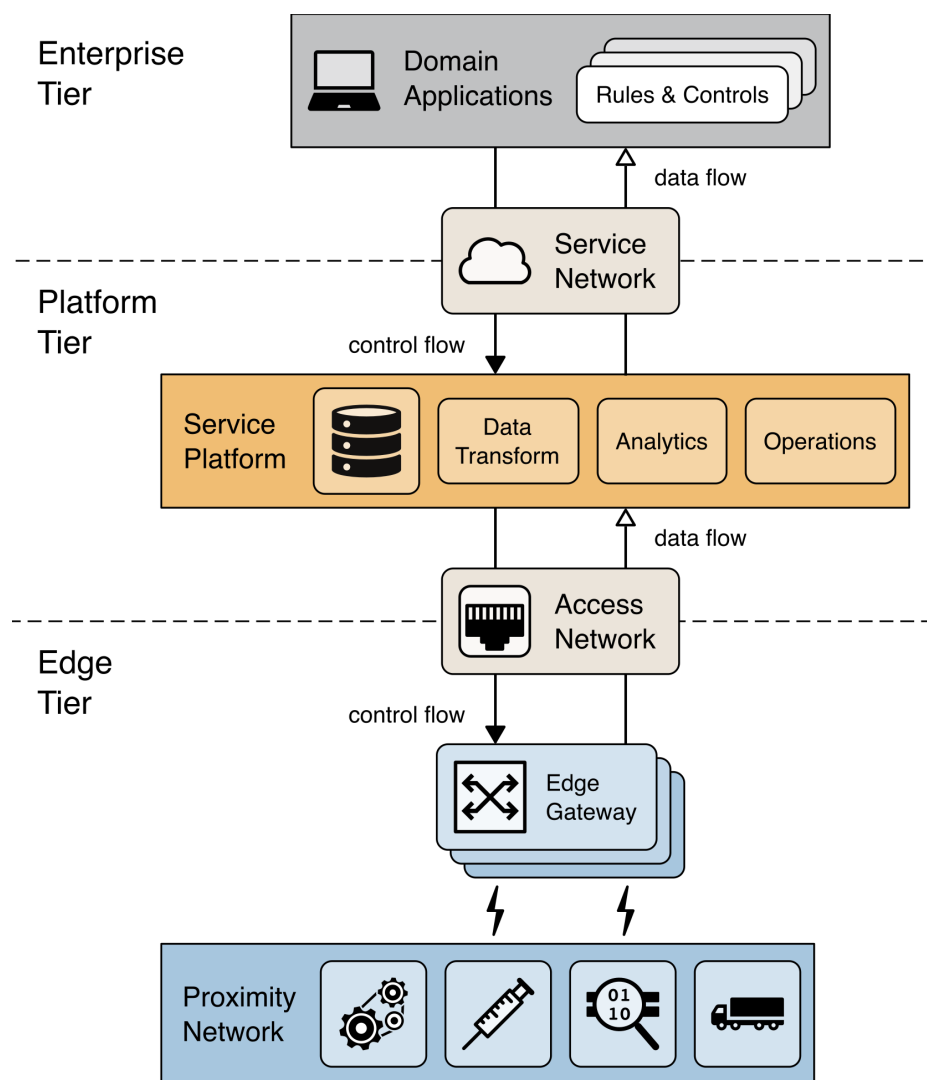 Enterprise
Tier
Domain
Applications
Rules & Controls
data flow
Service
Network
Platform
Tier
control flow
Service
Platform
Data
Transform
Analytics
Operations
data flow
Access
Network
Edge
Tier
control flow
Edge
Gateway
Proximity
Network
01
10